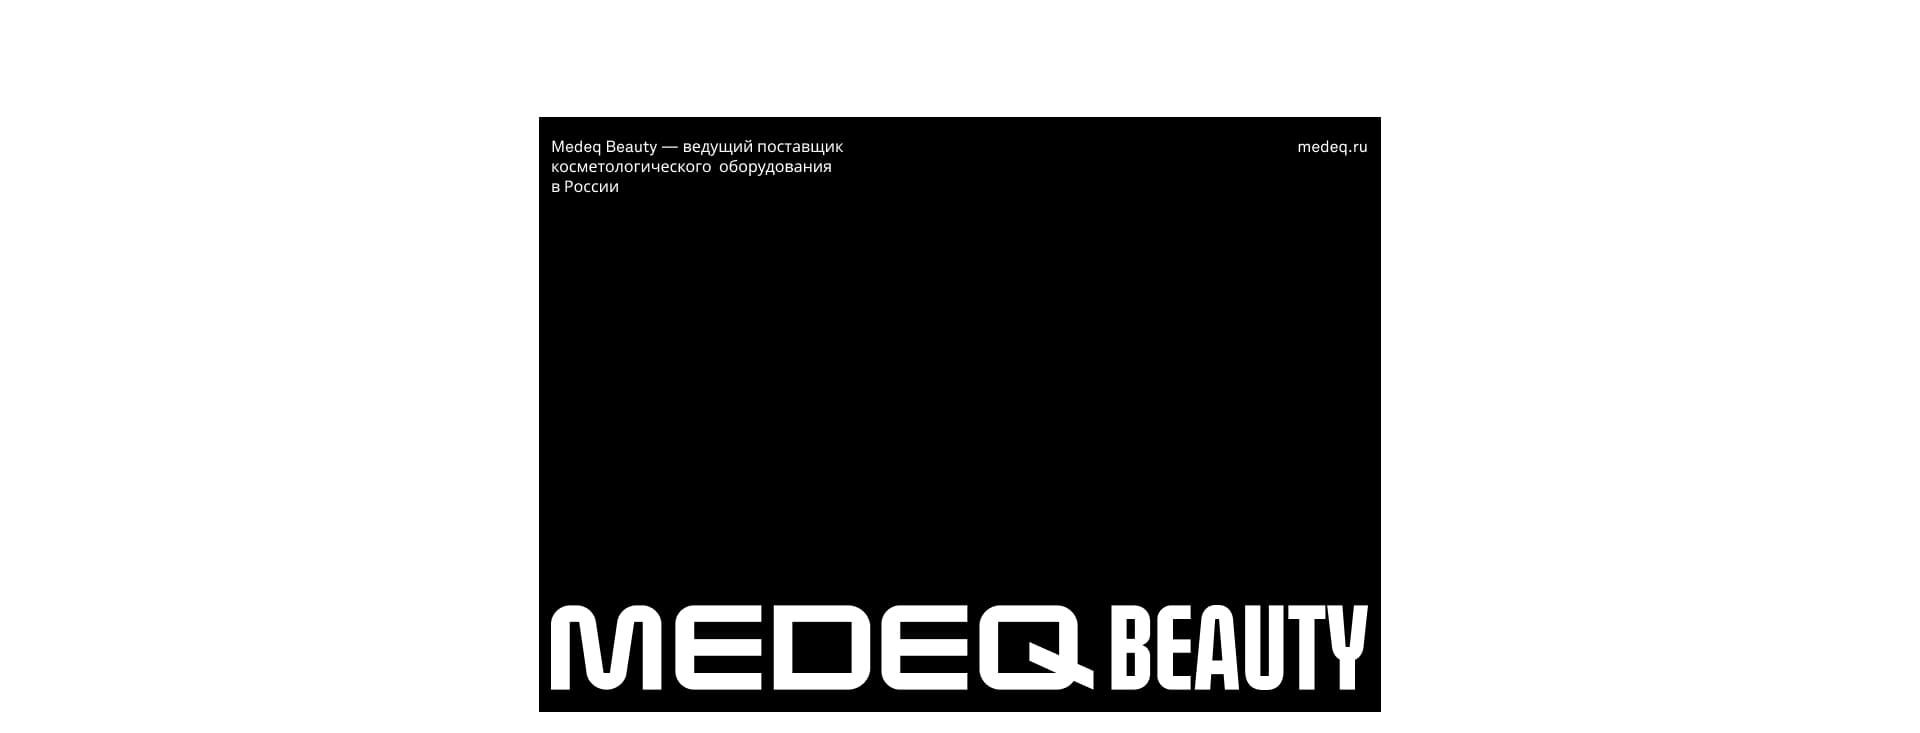 Medeq Beauty — ведущий поставщик
косметологического оборудования
в России
medeq.ru
MEDEQ BEAUTY